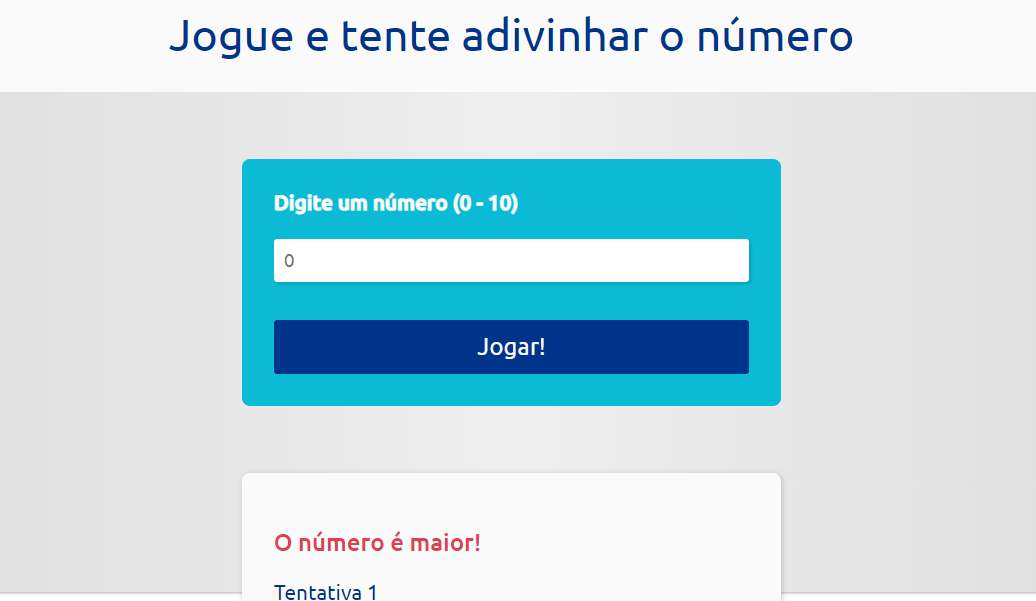 Jogue e tente adivinhar o número
Digite um número (0 - 10)
0
Jogar!
O número é maior!
Tentativa 1